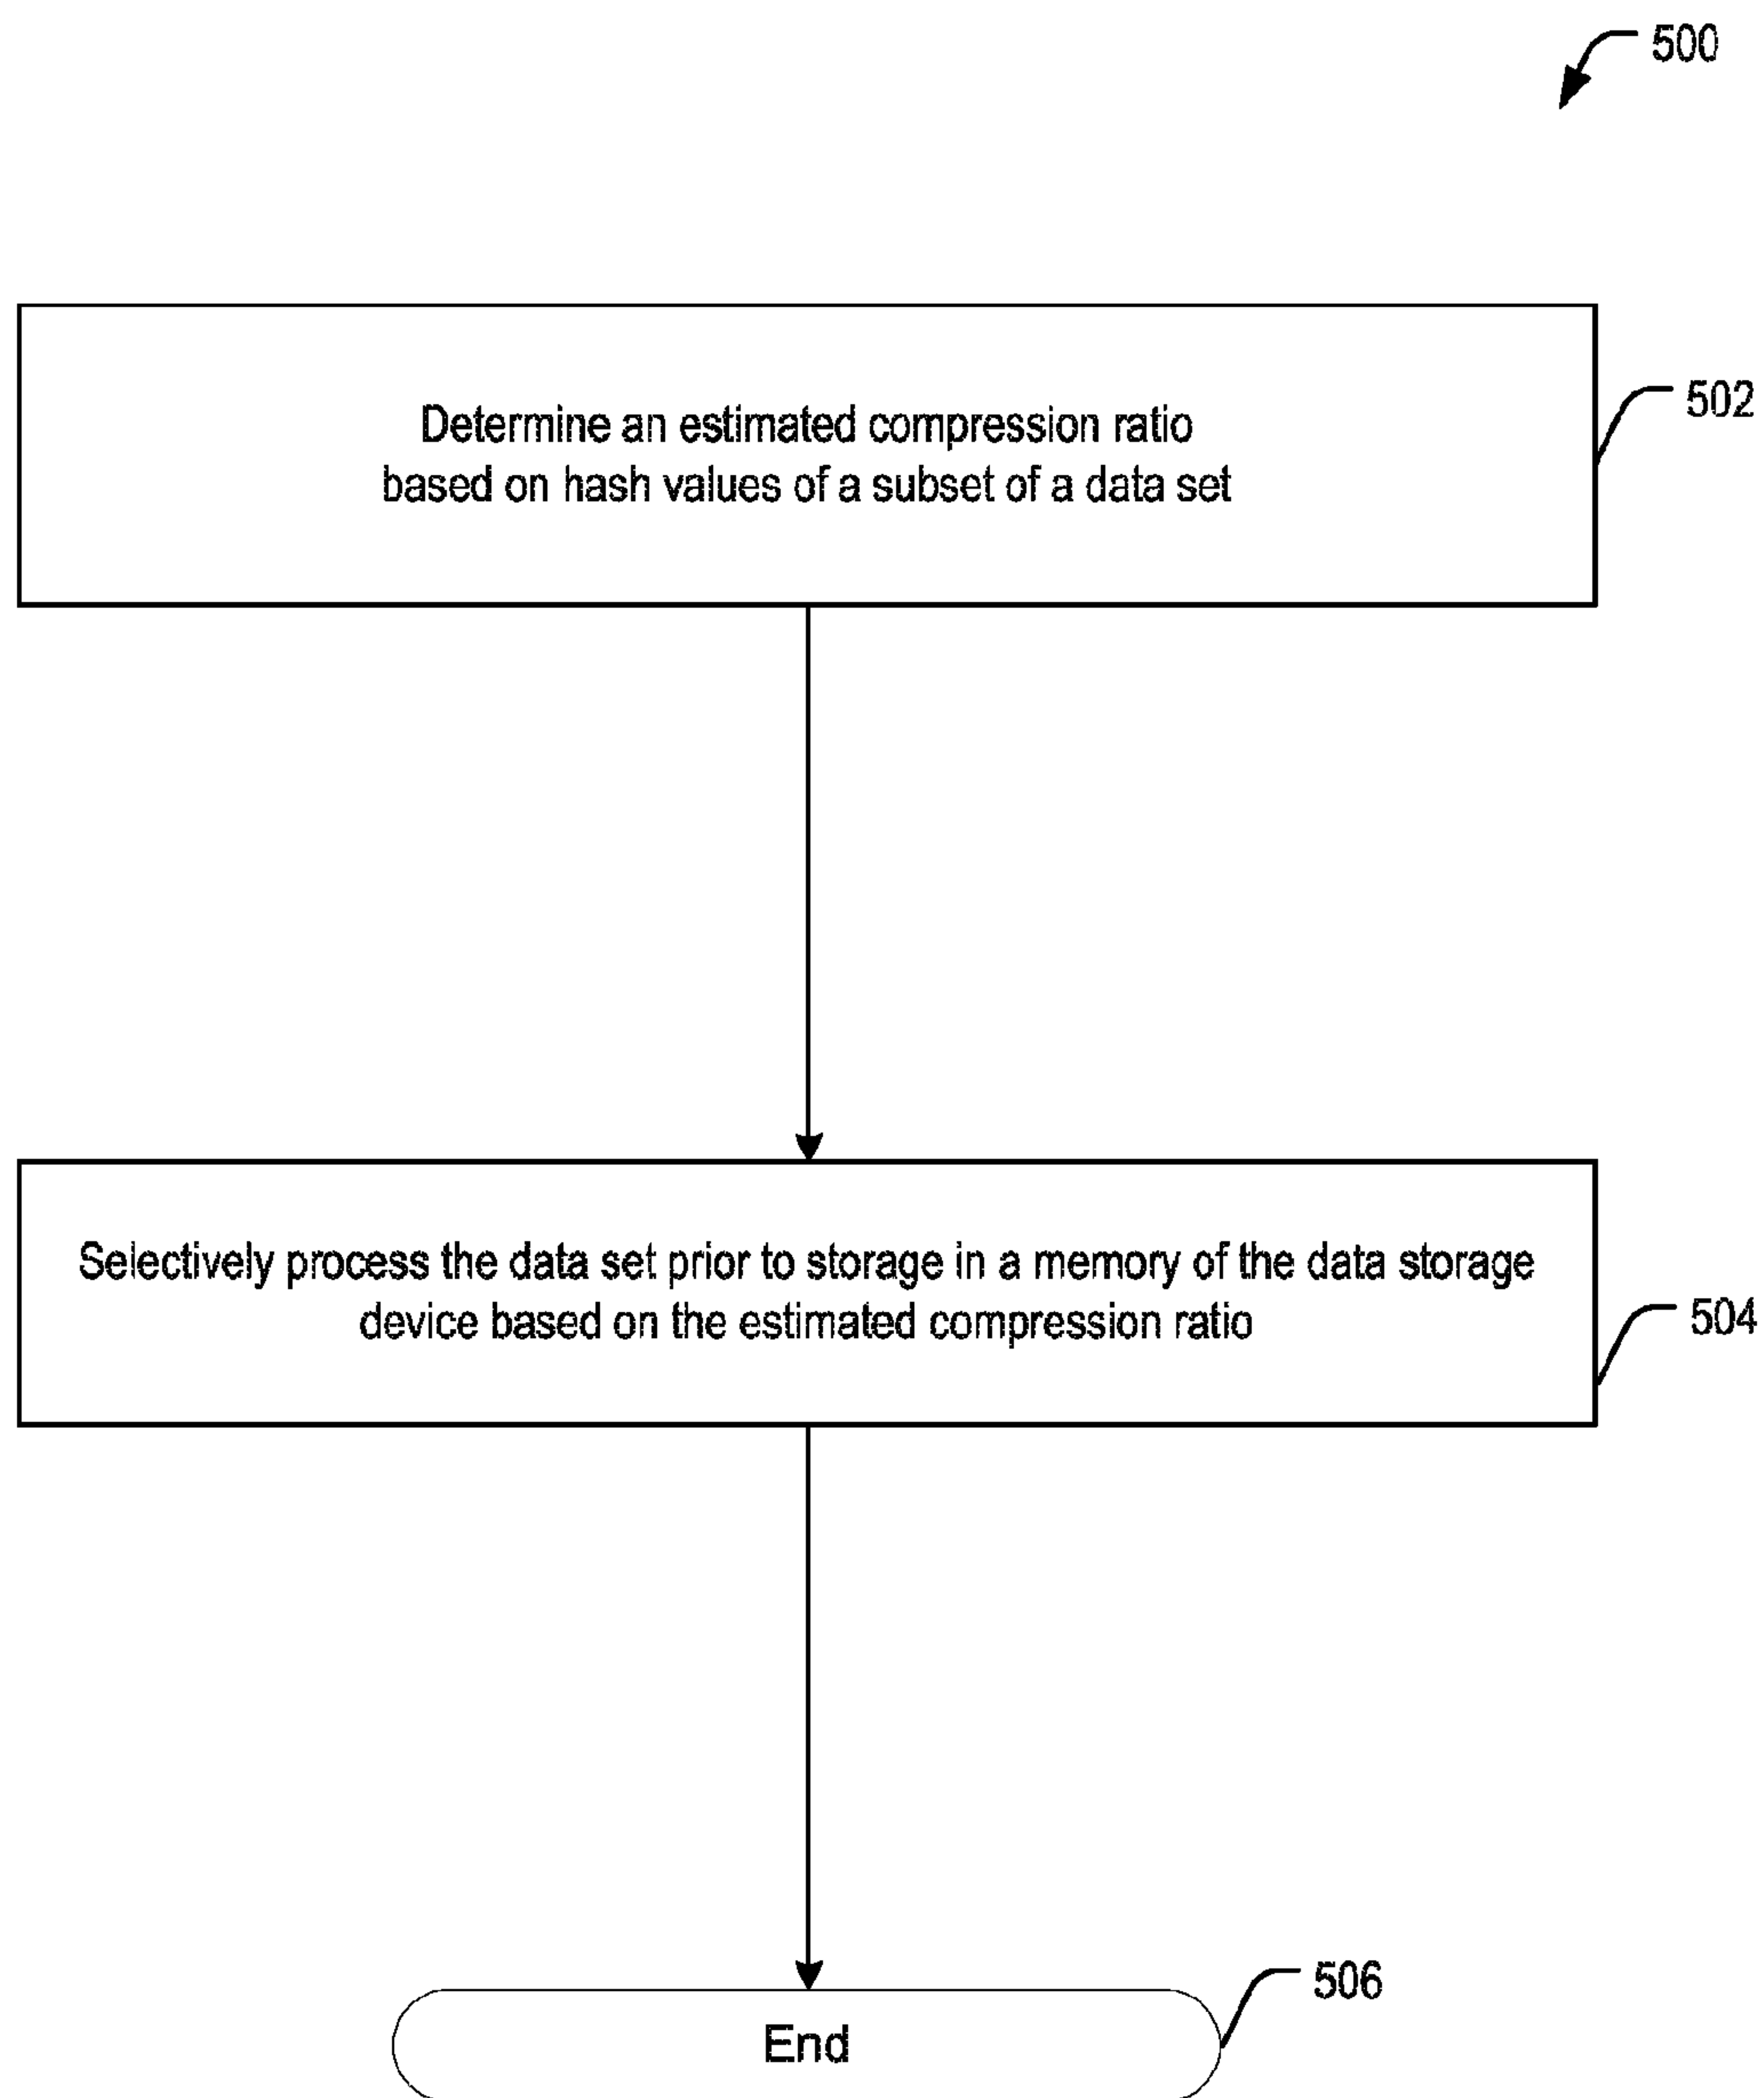 500
Determine an estimated compression ratio
based on hash values of a subset of a data set
502
Selectively process the data set prior to storage in a memory of the data storage
device based on the estimated compression ratio
504
506
End